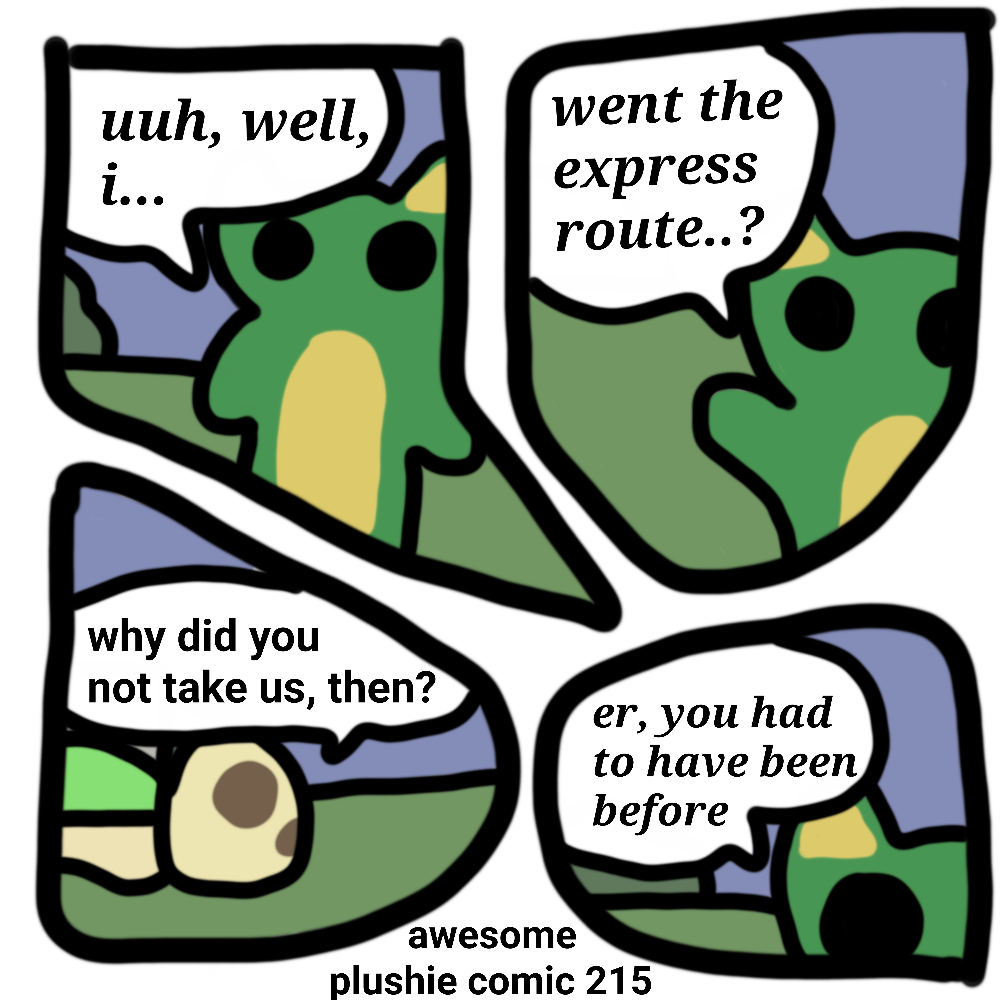 uuh, well,
i...
went the
express
route..?
why did you
not take us, then?
er, you had
to have been
before
awesome
plushie comic 215